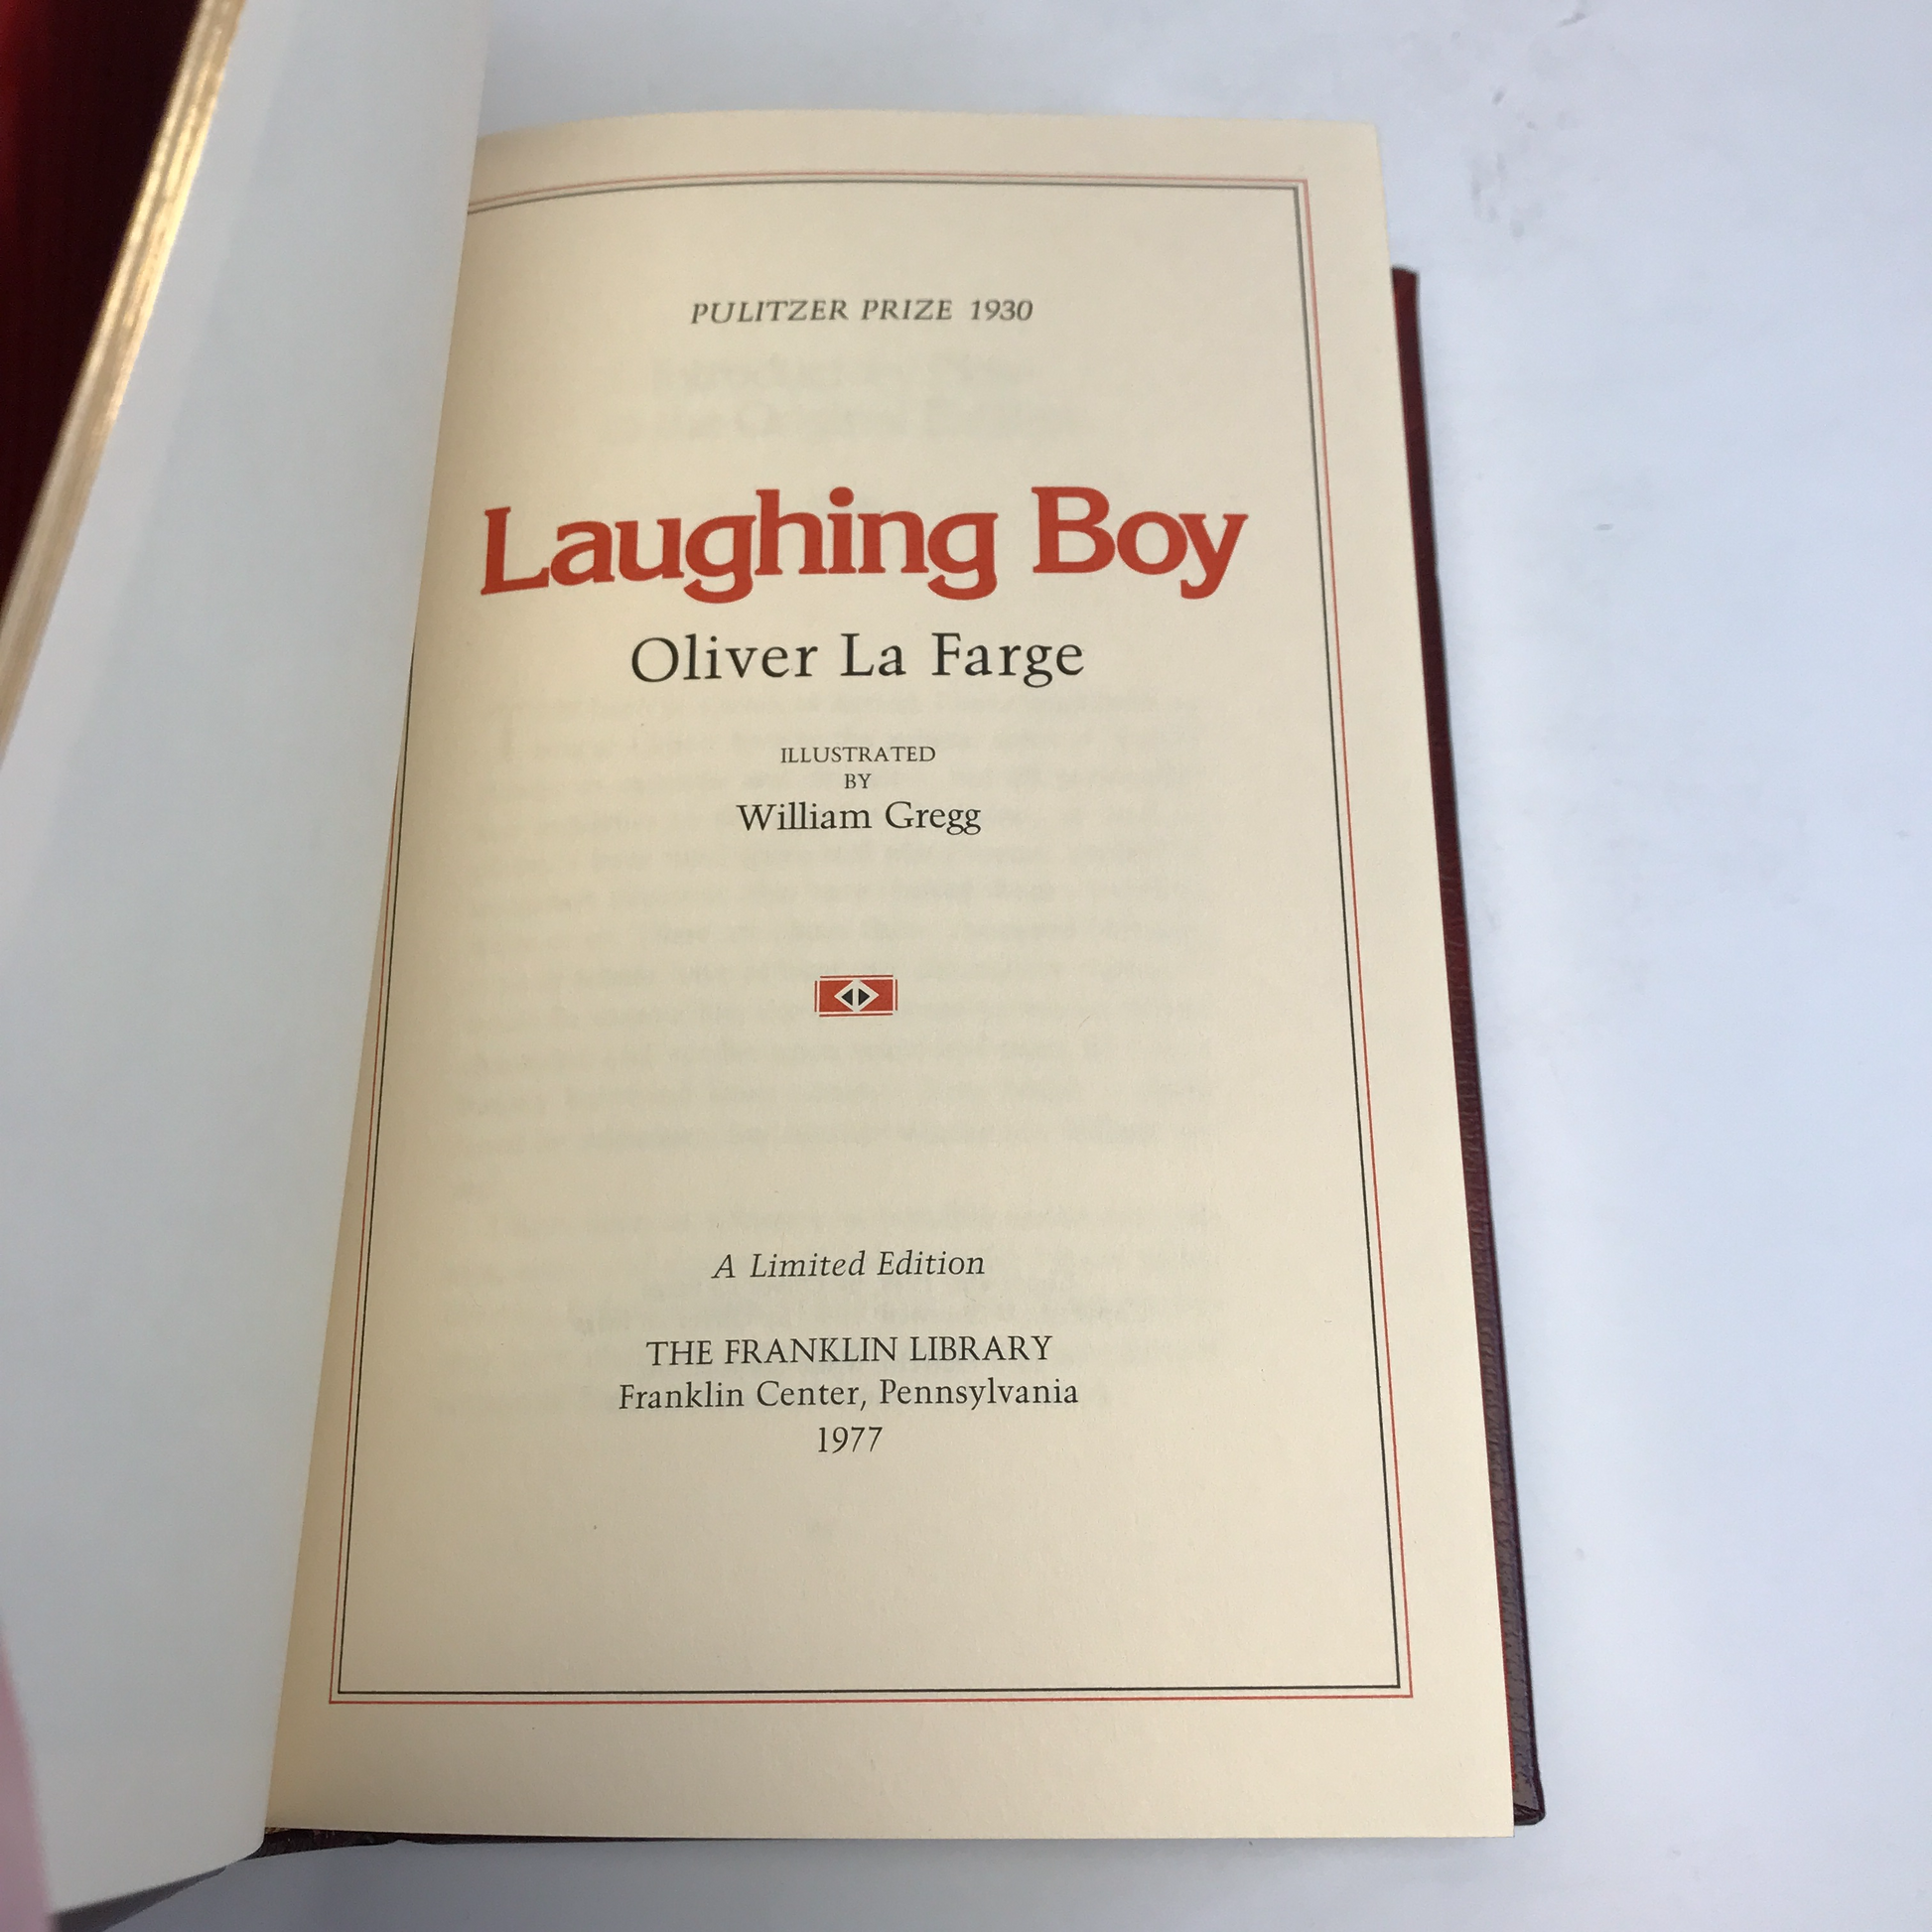 PULITZER PRIZE 1930
Laughing Boy
Oliver La Farge
ILLUSTRATED
BY
William Gregg
A Limited Edition
THE FRANKLIN LIBRARY
Franklin Center, Pennsylvania
1977